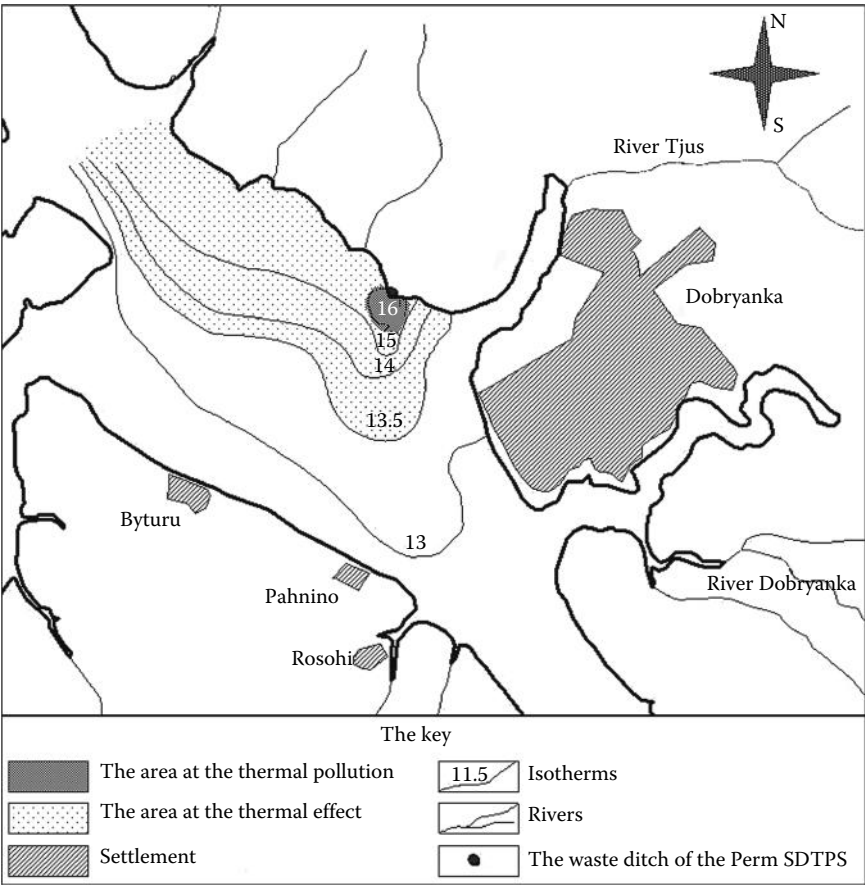 N
S
River Tjus
Dobryanka
16
15
14
13.5
13
Byturu
Pahnino
Rosohi
River Dobryanka
The key
The area at the thermal pollution
11.5
Isotherms
The area at the thermal effect
Rivers
Settlement
The waste ditch of the Perm SDTPS